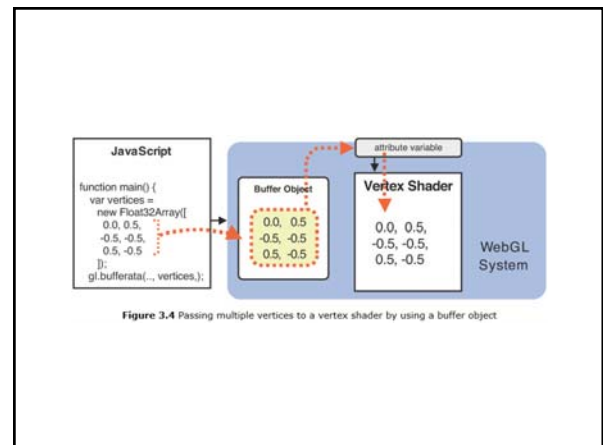 JavaScript
function main() {
var vertices =
new Float32Array([
0.0, 0.5,
-0.5, -0.5,
0.5, -0.5
]);
gl.bufferata(.., vertices,);
Buffer Object
0.0, 0.5
-0.5, -0.5
0.5, -0.5
attribute variable
Vertex Shader
0.0, 0.5,
-0.5, -0.5,
0.5, -0.5
WebGL
System
Figure 3.4 Passing multiple vertices to a vertex shader by using a buffer object